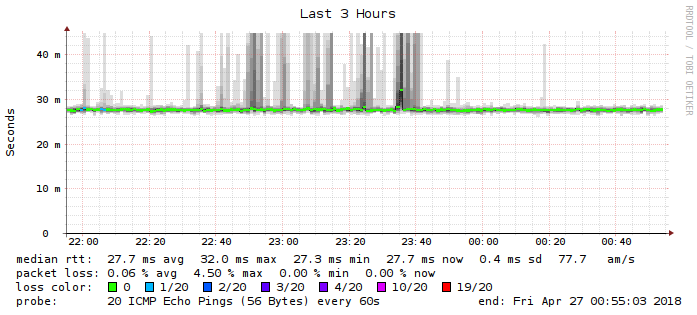 Last 3 Hours
RRDTOOL / TOBI OETIKER
Seconds
40 m
30 m
20 m
10 m
0
22:00 22:20 22:40 23:00 23:20 23:40 00:00 00:20 00:40
median rtt: 27.7 ms avg 32.0 ms max 27.3 ms min 27.7 ms now 0.4 ms sd 77.7 am/s
packet loss: 0.06 % avg 4.50 % max 0.00 % min 0.00 % now
loss color: 0 1/20 2/20 3/20 4/20 10/20 19/20
probe: 20 ICMP Echo Pings (56 Bytes) every 60s end: Fri Apr 27 00:55:03 2018